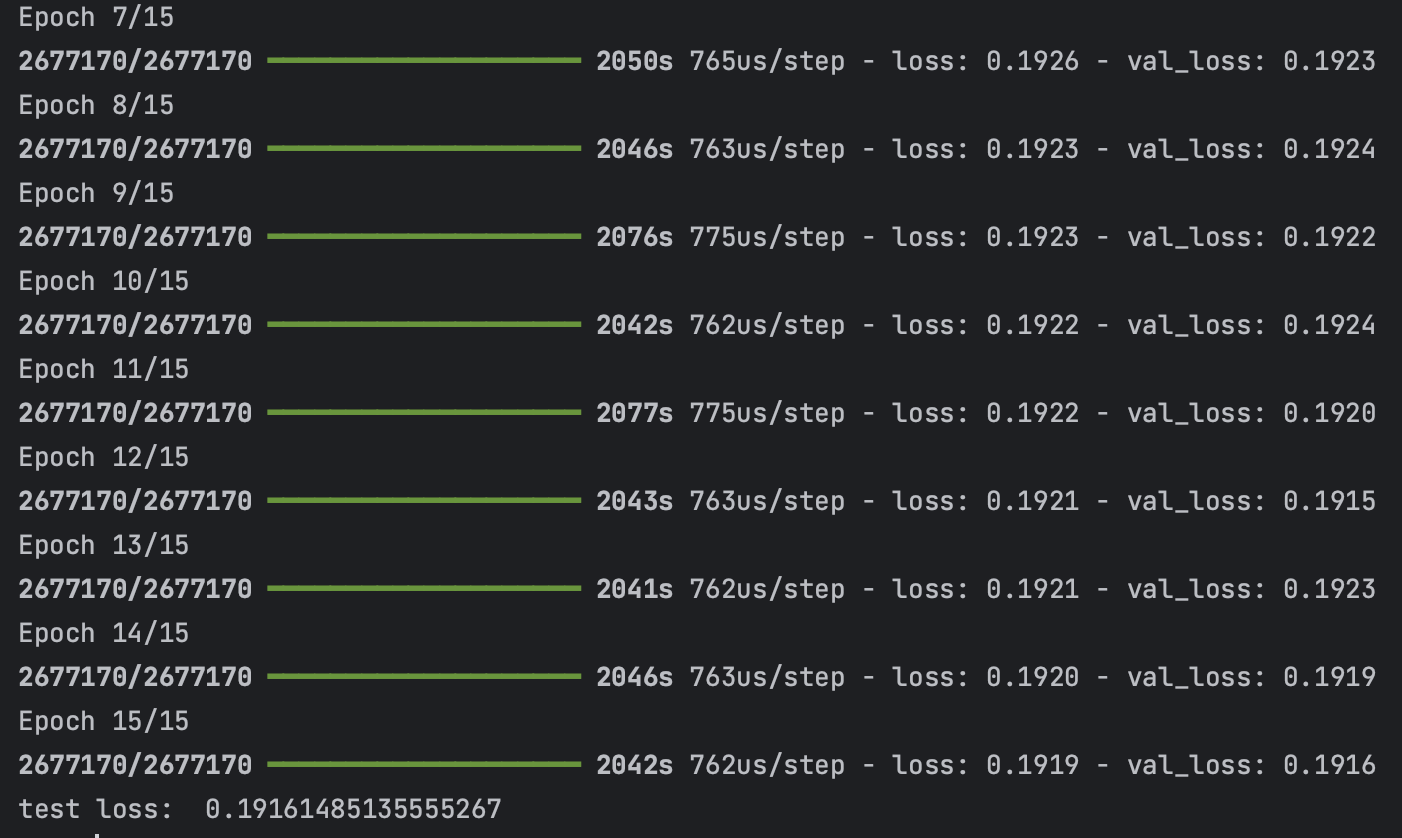 Epoch 7/15
2677170/2677170 ━━━━━━━━━━━━━━━━━━━━ 2050s 765us/step - loss: 0.1926 - val_loss: 0.1923
Epoch 8/15
2677170/2677170 ━━━━━━━━━━━━━━━━━━━━ 2046s 763us/step - loss: 0.1923 - val_loss: 0.1924
Epoch 9/15
2677170/2677170 ━━━━━━━━━━━━━━━━━━━━ 2076s 775us/step - loss: 0.1923 - val_loss: 0.1922
Epoch 10/15
2677170/2677170 ━━━━━━━━━━━━━━━━━━━━ 2042s 762us/step - loss: 0.1922 - val_loss: 0.1924
Epoch 11/15
2677170/2677170 ━━━━━━━━━━━━━━━━━━━━ 2077s 775us/step - loss: 0.1922 - val_loss: 0.1920
Epoch 12/15
2677170/2677170 ━━━━━━━━━━━━━━━━━━━━ 2043s 763us/step - loss: 0.1921 - val_loss: 0.1915
Epoch 13/15
2677170/2677170 ━━━━━━━━━━━━━━━━━━━━ 2041s 762us/step - loss: 0.1921 - val_loss: 0.1923
Epoch 14/15
2677170/2677170 ━━━━━━━━━━━━━━━━━━━━ 2046s 763us/step - loss: 0.1920 - val_loss: 0.1919
Epoch 15/15
2677170/2677170 ━━━━━━━━━━━━━━━━━━━━ 2042s 762us/step - loss: 0.1919 - val_loss: 0.1916
test loss:  0.19161485135555267